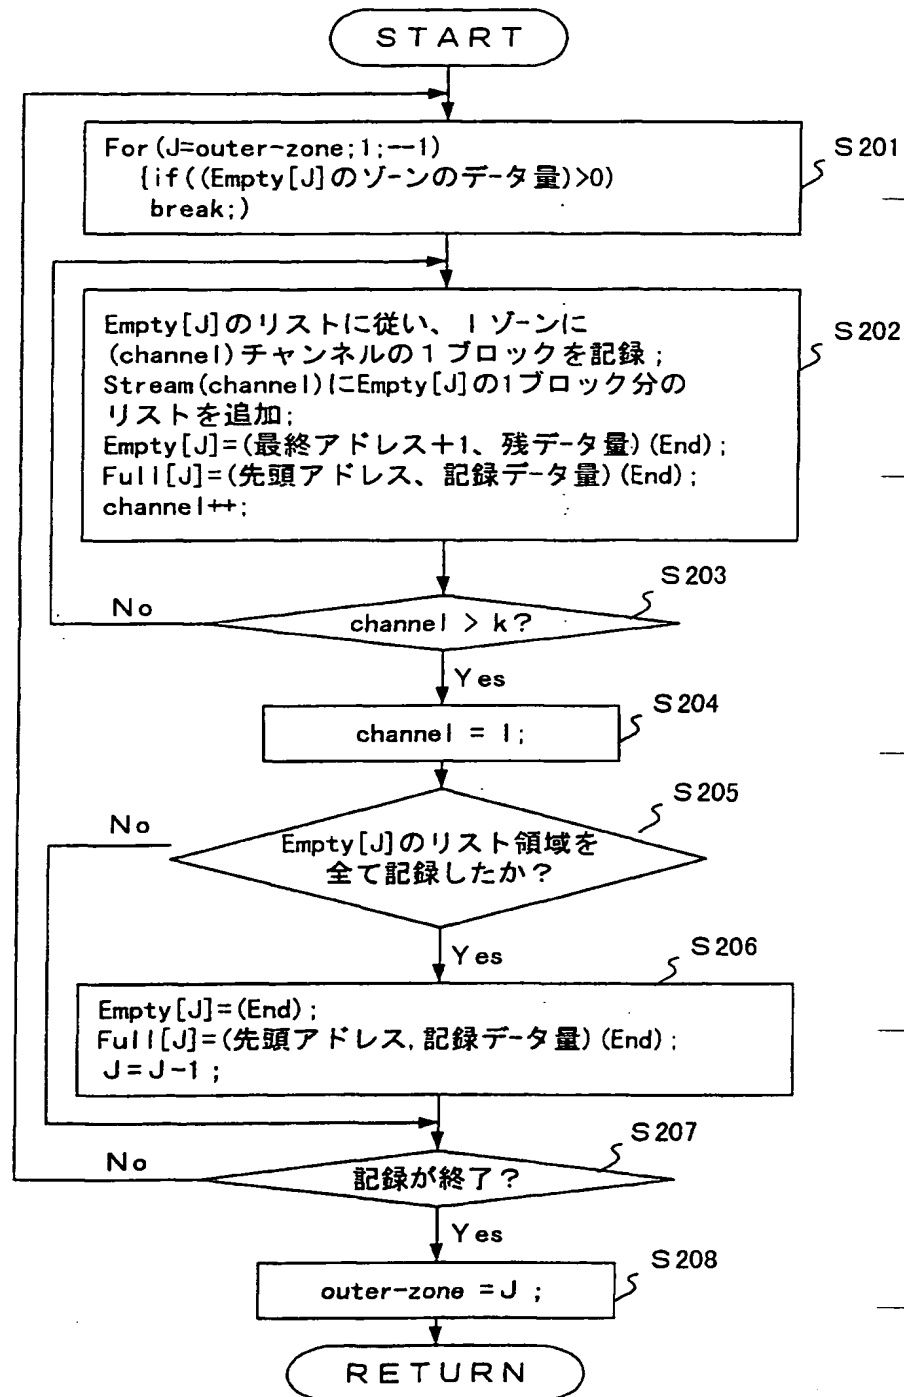 START
For(J=outer-zone;1;--1)
{if((Empty[J]のゾーンのデータ量)>0)
break;)
S201
Empty[J]のリストに従い、1ゾーンに
(channel)チャンネルの1ブロックを記録;
Stream(channel)にEmpty[J]の1ブロック分の
リストを追加;
Empty[J]=(最終アドレス+1、残データ量)(End);
Full[J]=(先頭アドレス、記録データ量)(End);
channel++;
S202
S203
No
channel > k?
Yes
S204
channel = 1;
S205
No
Empty[J]のリスト領域を
全て記録したか?
Yes
S206
Empty[J]=(End);
Full[J]=(先頭アドレス,記録データ量)(End);
J=J-1;
S207
No
記録が終了?
Yes
S208
outer-zone =J ;
RETURN